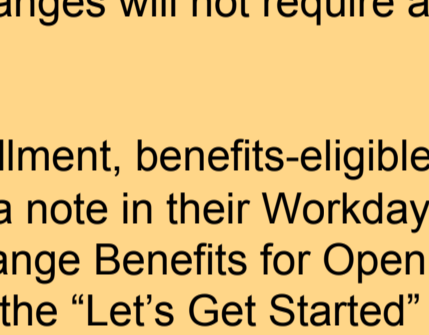 anges will not require a
llment, benefits-eligible
a note in their Workday
ange Benefits for Open
the “Let’s Get Started”